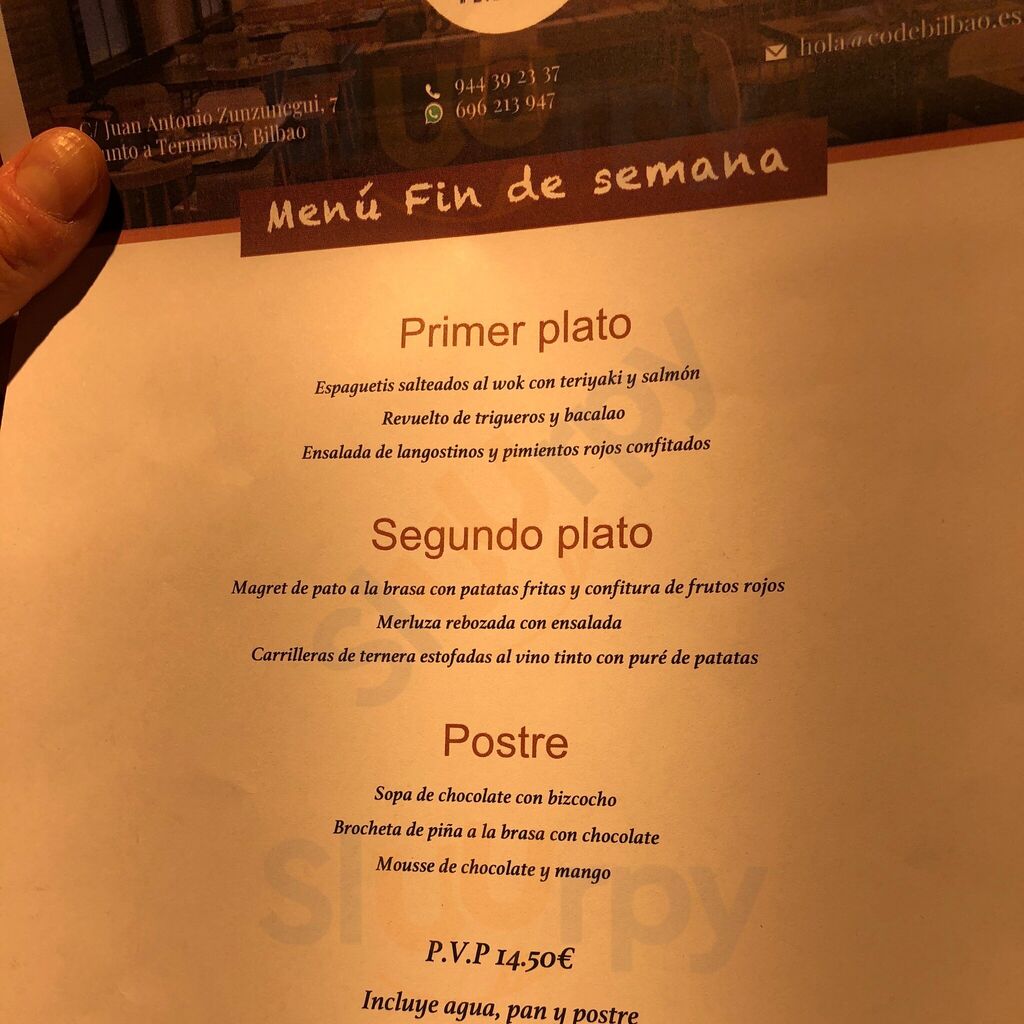 hola@codebilbao.es
944 39 23 37
696 213 947
C/ Juan Antonio Zunzunegui, 7
a Termibus), Bilbao
Menú Fin de semana
Primer plato
Espaguetis salteados al wok con teriyaki y salmón
Revuelto de trigueros y bacalao
Ensalada de langostinos y pimientos rojos confitados
Segundo plato
Magret de pato a la brasa con patatas fritas y confitura de frutos rojos
Merluza rebozada con ensalada
Carrilleras de ternera estofadas al vino tinto con puré de patatas
Postre
Sopa de chocolate con bizcocho
Brocheta de piña a la brasa con chocolate
Mousse de chocolate y mango
P.V.P 14.50€
Incluye agua, pan y postre
slurpy
slurpy